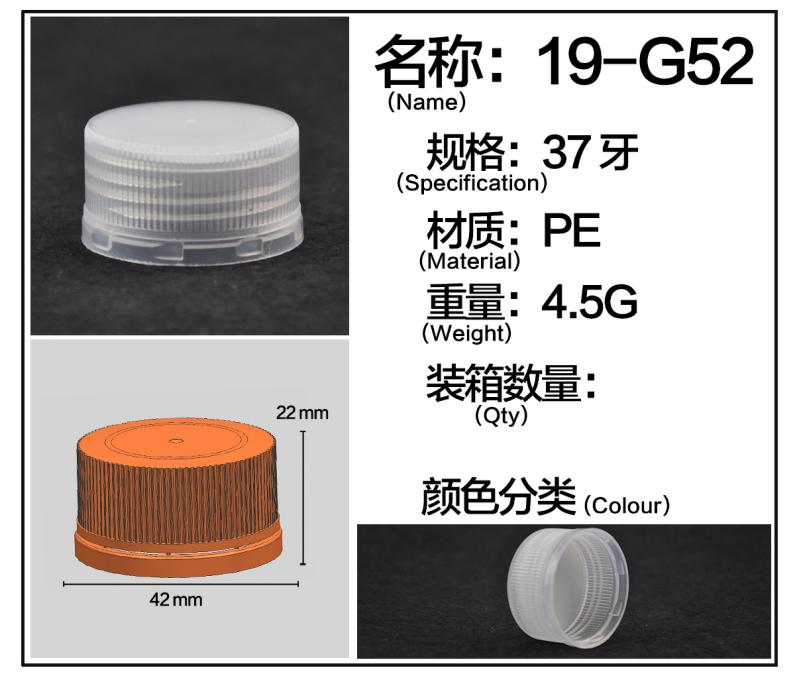 名称：19-G52
(Name)
规格：37牙
(Specification)
材质：PE
(Material)
重量：4.5G
(Weight)
装箱数量：
(Qty)
颜色分类 (Colour)
22mm
42mm